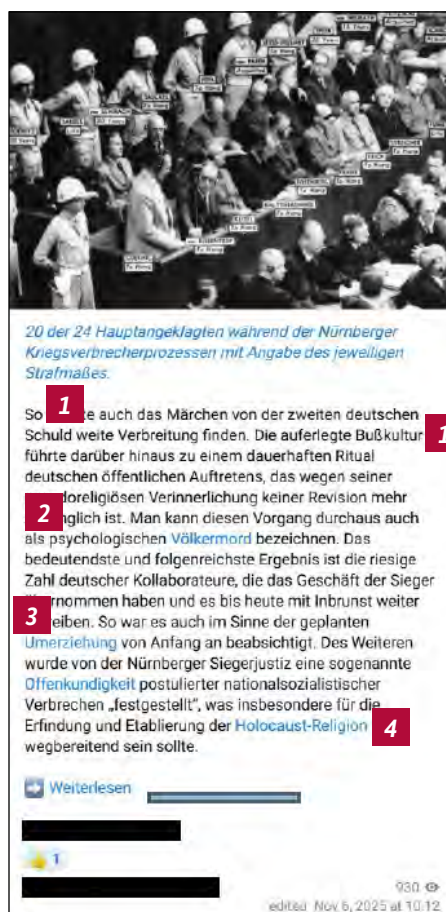 To Hang
20 der 24 Hauptangeklagten während der Nürnberger
Kriegsverbrecherprozessen mit Angabe des jeweiligen
Strafmaßes.
So 1 te auch das Märchen von der zweiten deutschen
Schuld weite Verbreitung finden. Die auferlegte Bußkultur 1
führte darüber hinaus zu einem dauerhaften Ritual
deutschen öffentlichen Auftretens, das wegen seiner
2 doreligiösen Verinnerlichung keiner Revision mehr
nglich ist. Man kann diesen Vorgang durchaus auch
als psychologischen Völkermord bezeichnen. Das
bedeutendste und folgenreichste Ergebnis ist die riesige
Zahl deutscher Kollaborateure, die das Geschäft der Sieger
3 ernommen haben und es bis heute mit Inbrunst weiter
eiben. So war es auch im Sinne der geplanten
Umerziehung von Anfang an beabsichtigt. Des Weiteren
wurde von der Nürnberger Siegerjustiz eine sogenannte
Offenkundigkeit postulierter nationalsozialistischer
Verbrechen „festgestellt“, was insbesondere für die
Erfindung und Etablierung der Holocaust-Religion 4
wegbereitend sein sollte.
Weiterlesen
1
930
edited Nov 6, 2025 at 10:12